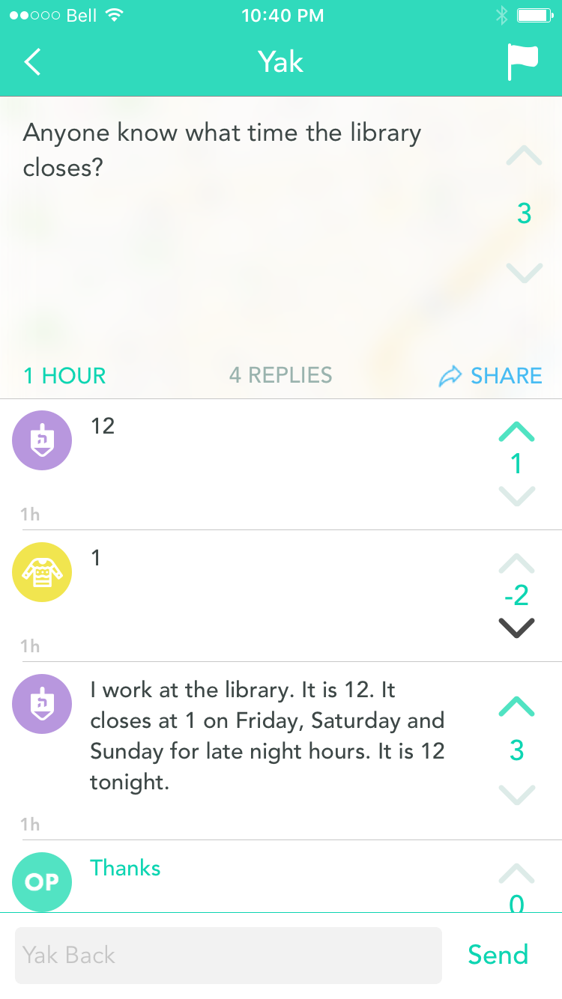 Bell 10:40 PM
Yak
Anyone know what time the library
closes?
3
1 HOUR 4 REPLIES SHARE
12
1
1h
1
-2
1h
I work at the library. It is 12. It
closes at 1 on Friday, Saturday and
Sunday for late night hours. It is 12
tonight.
3
1h
OP Thanks
0
Yak Back Send